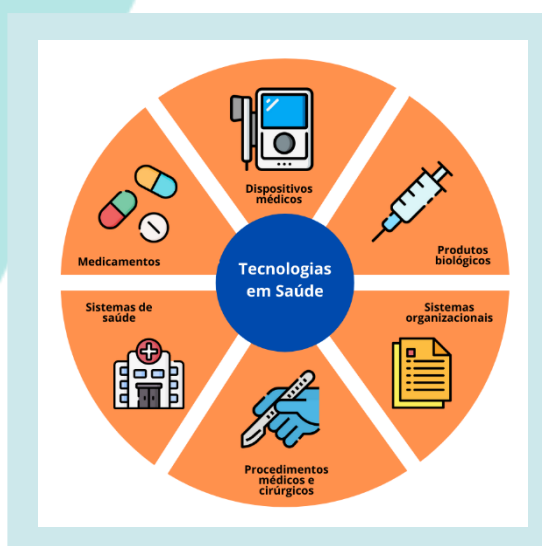 Dispositivos
médicos
Medicamentos
Produtos
biológicos
Tecnologias
em Saúde
Sistemas de
saúde
Sistemas
organizacionais
Procedimentos
médicos e
cirúrgicos